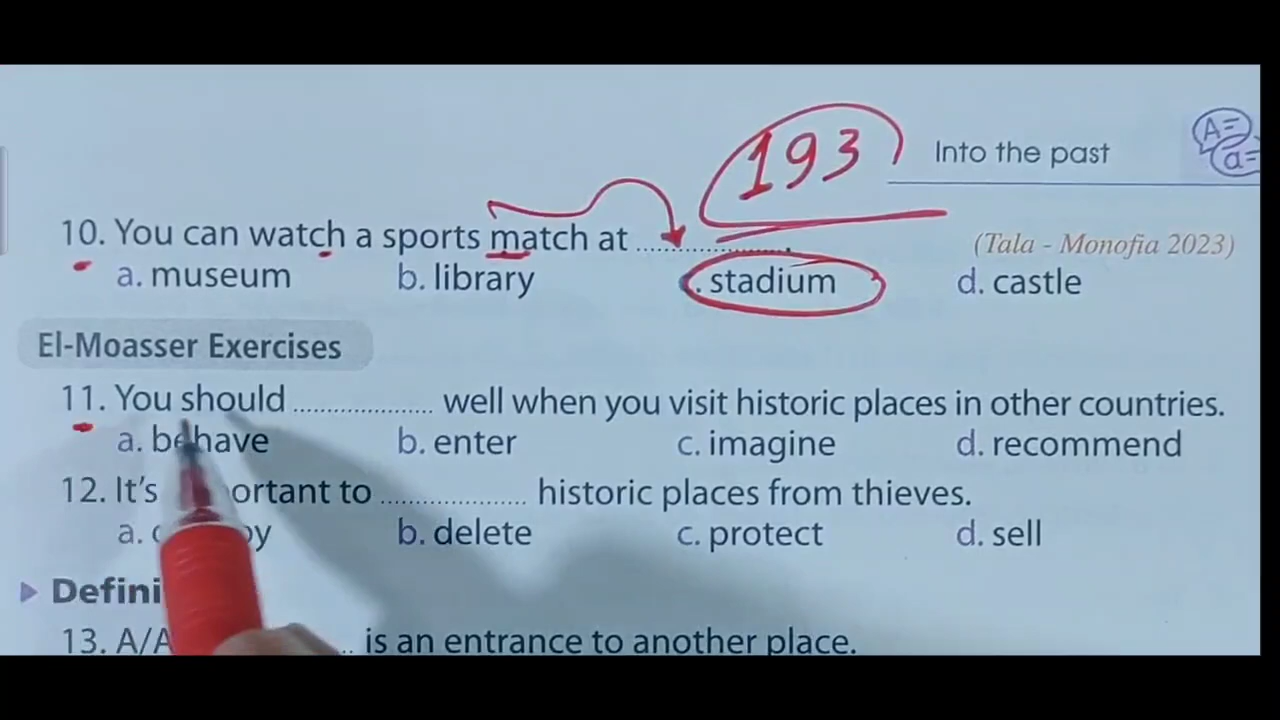 193
Into the past
A=
a=
10. You can watch a sports match at ..................... .
(Tala - Monofia 2023)
a. museum b. library . stadium d. castle
El-Moasser Exercises
11. You should ................... well when you visit historic places in other countries.
a. behave b. enter c. imagine d. recommend
12. It's ortant to .................... historic places from thieves.
a. b. delete c. protect d. sell
Defini
13. A/A .. is an entrance to another place.